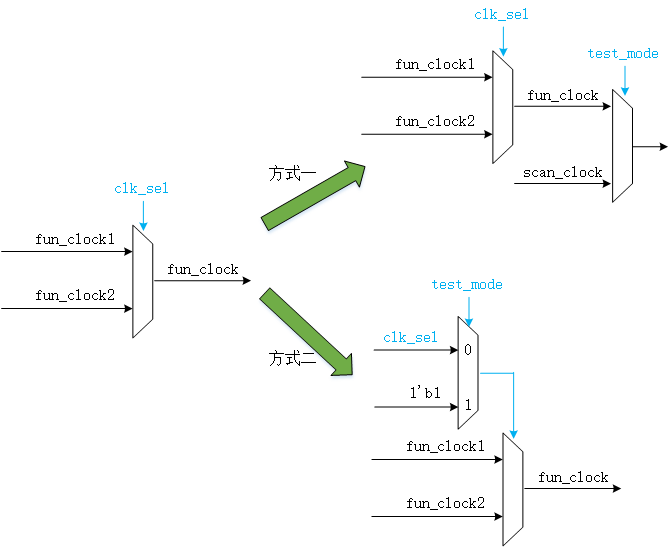 clk_sel
fun_clock1
fun_clock2
fun_clock
方式一
clk_sel
fun_clock1
fun_clock2
fun_clock
test_mode
scan_clock
方式二
test_mode
clk_sel
0
1'b1
1
fun_clock1
fun_clock2
fun_clock